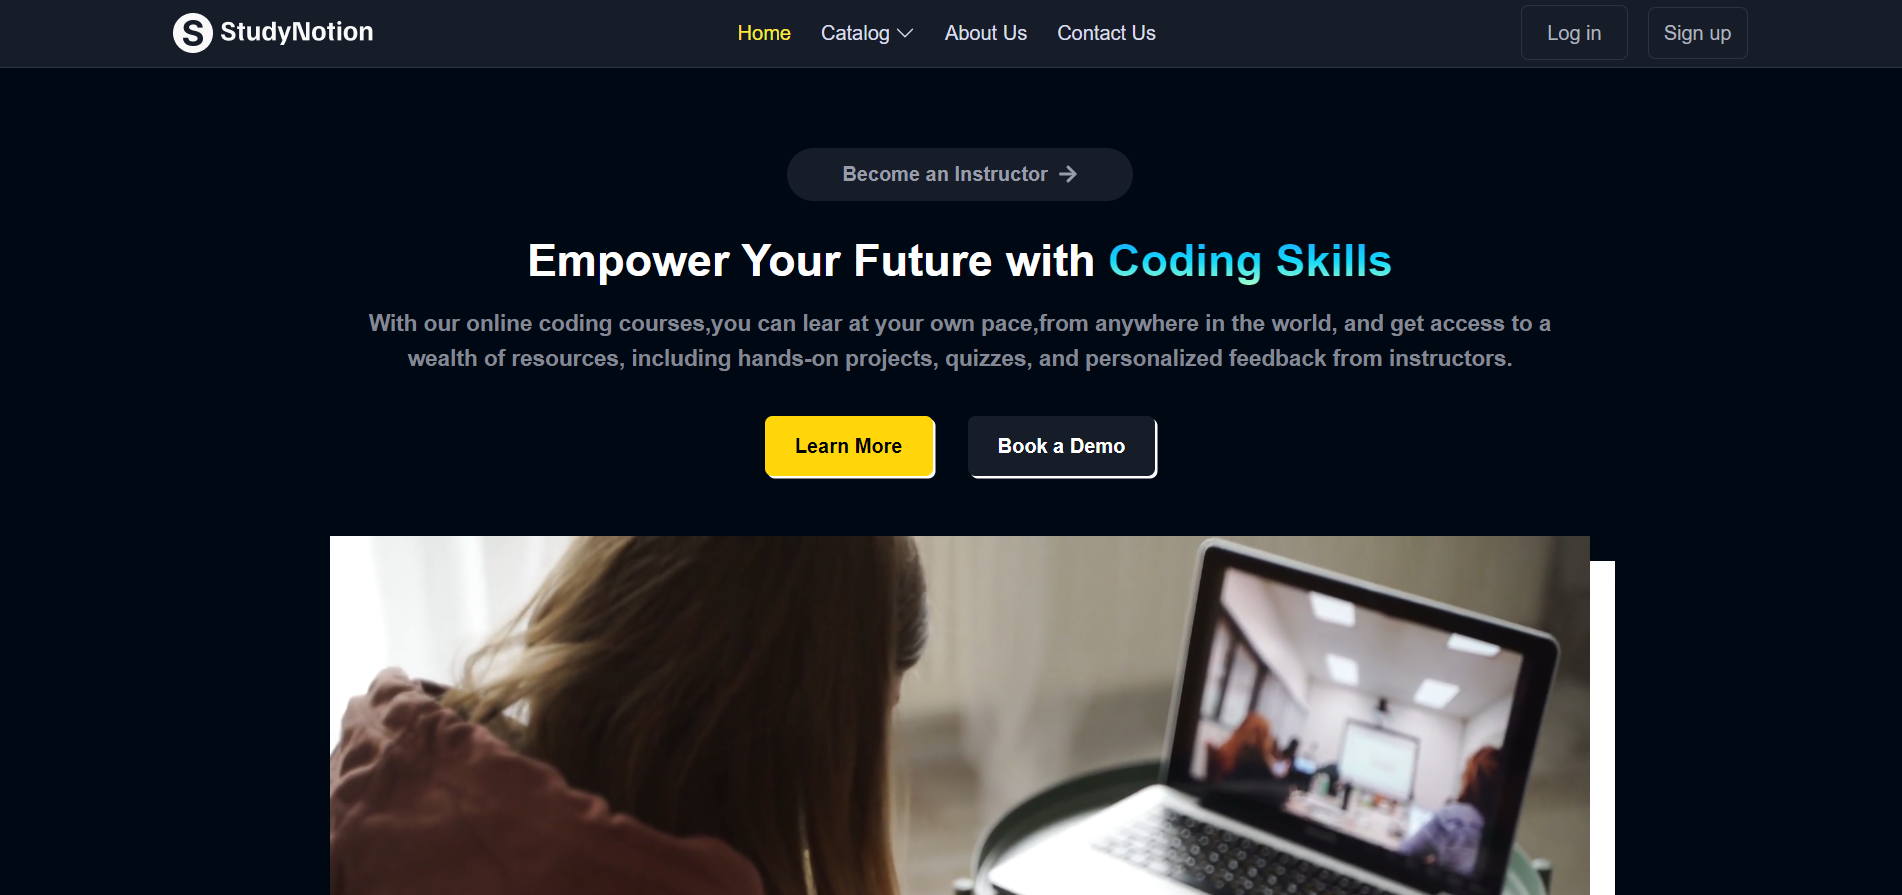 StudyNotion
Home Catalog About Us Contact Us
Log in Sign up
Become an Instructor
Empower Your Future with Coding Skills
With our online coding courses,you can lear at your own pace,from anywhere in the world, and get access to a
wealth of resources, including hands-on projects, quizzes, and personalized feedback from instructors.
Learn More Book a Demo